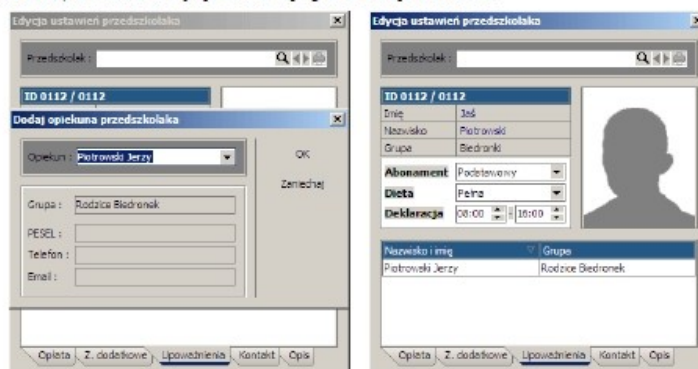 Edycja ustawień przedszkolaka
Przedszkolak :
ID 0112 / 0112
Dodaj opiekuna przedszkolaka
Opiekun : Piotrowski Jerzy
OK
Zaniechaj
Grupa : Rodzice Biedronek
PESEL :
Telefon :
Email :
Opłata Z. dodatkowe Upoważnienia Kontakt Opis
Edycja ustawień przedszkolaka
Przedszkolak :
ID 0112 / 0112
Imię Jaś
Nazwisko Piotrowski
Grupa Biedronki
Abonament Podstawowy
Dieta Pełna
Deklaracja 08:00 - 16:00
Nazwisko i imię Grupa
Piotrowski Jerzy Rodzice Biedronek
Opłata Z. dodatkowe Upoważnienia Kontakt Opis